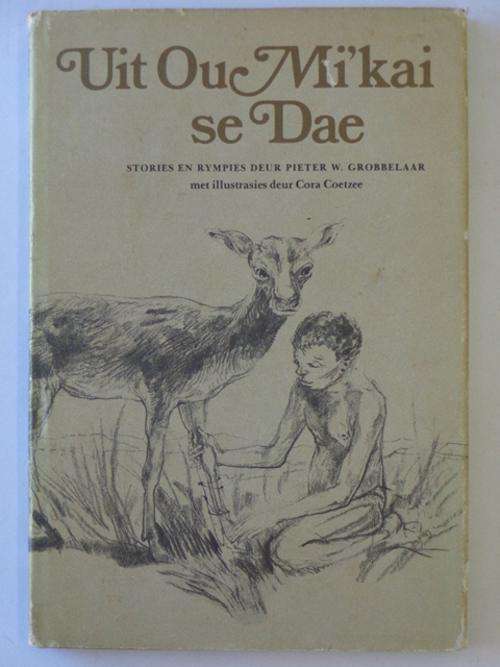 Uit Ou Mi'kai
se Dae
STORIES EN RYMPIES DEUR PIETER W. GROBBELAAR
met illustrasies deur Cora Coetzee